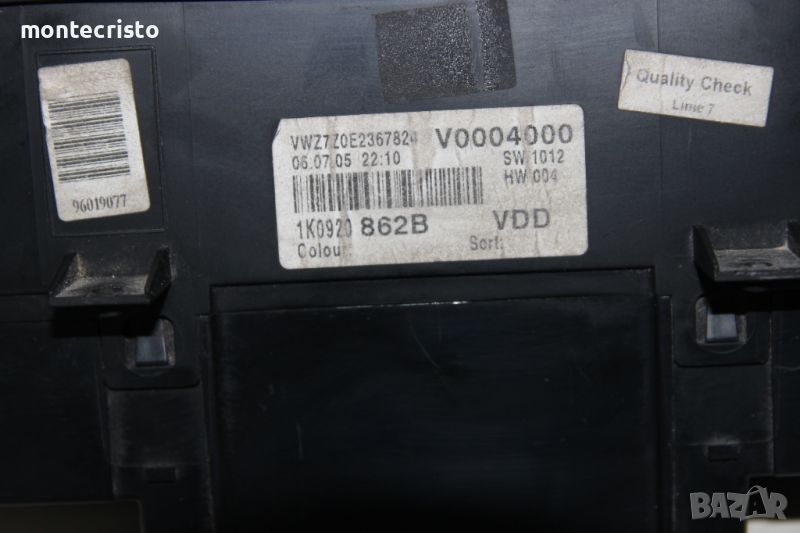 montecristo
Quality Check
Line 7
96019077
VWZ7Z0E2367824 V0004000
06.07.05 22:10 SW 1012
HW 004
1K0920 862B VDD
Colour: Sort:
BAZAR